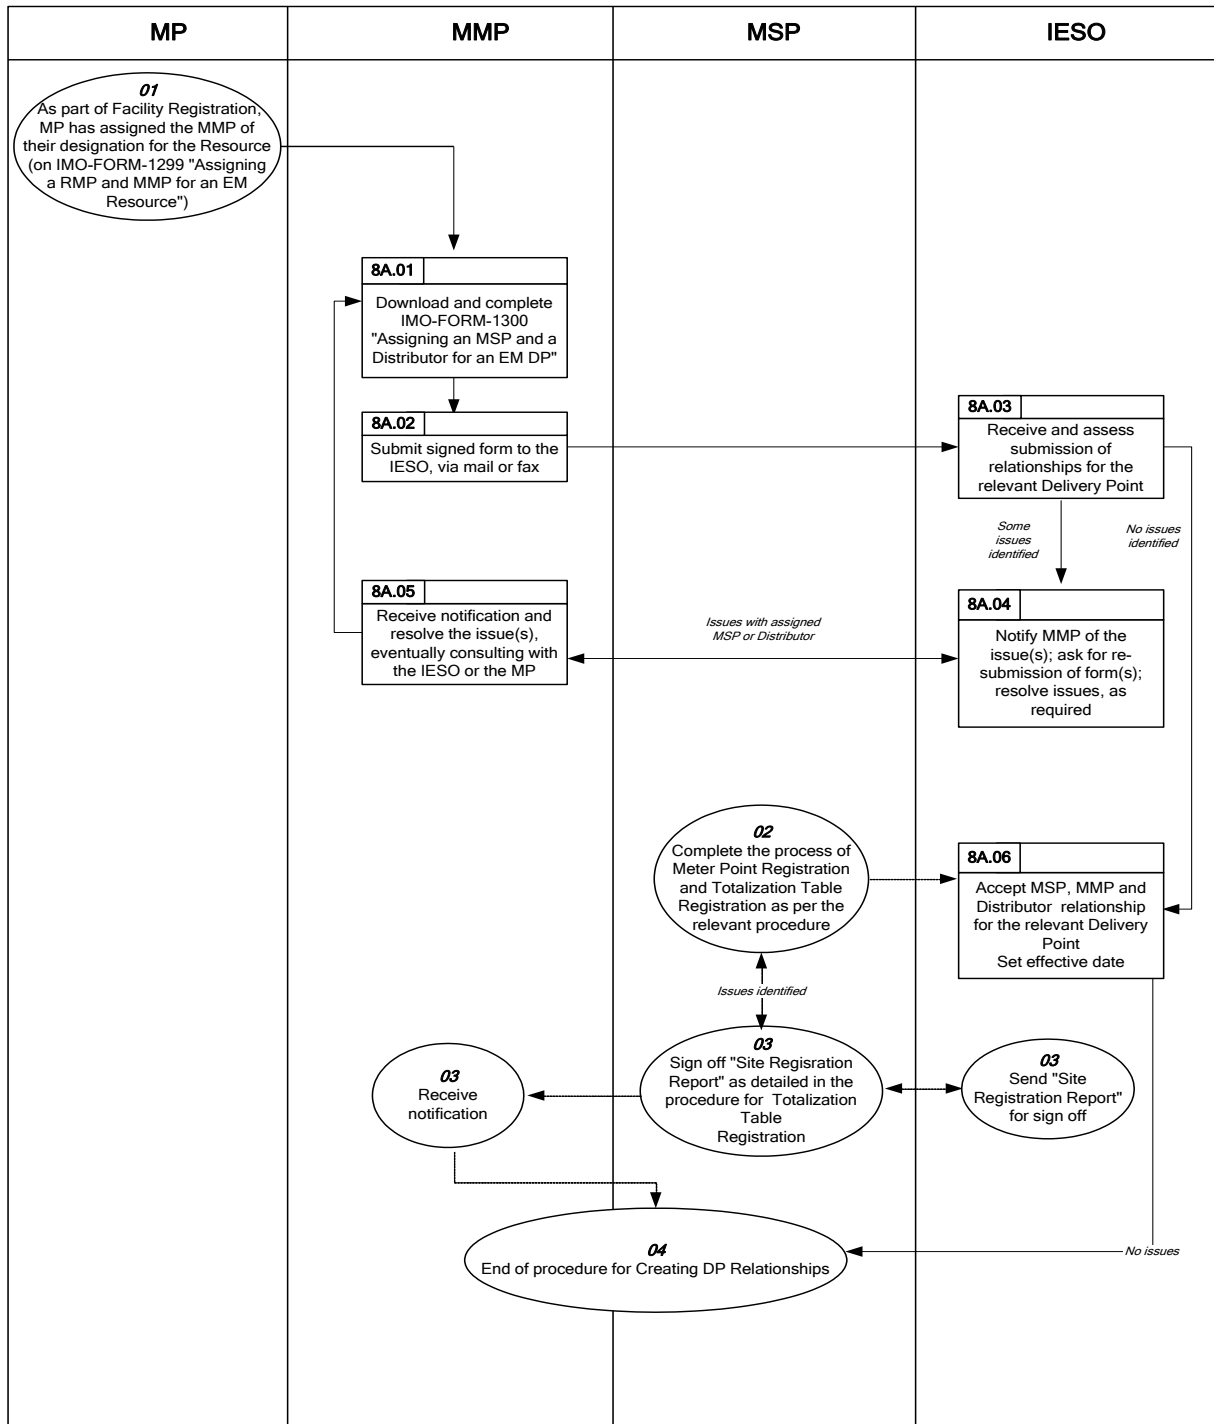 MP
MMP
MSP
IESO
01
As part of Facility Registration,
MP has assigned the MMP of
their designation for the Resource
(on IMO-FORM-1299 "Assigning
a RMP and MMP for an EM
Resource")
8A.01
Download and complete
IMO-FORM-1300
"Assigning an MSP and a
Distributor for an EM DP"
8A.02
Submit signed form to the
IESO, via mail or fax
8A.03
Receive and assess
submission of
relationships for the
relevant Delivery Point
Some
issues
identified
No issues
identified
8A.05
Receive notification and
resolve the issue(s),
eventually consulting with
the IESO or the MP
Issues with assigned
MSP or Distributor
8A.04
Notify MMP of the
issue(s); ask for re-
submission of form(s);
resolve issues, as
required
02
Complete the process of
Meter Point Registration
and Totalization Table
Registration as per the
relevant procedure
8A.06
Accept MSP, MMP and
Distributor relationship
for the relevant Delivery
Point
Set effective date
Issues identified
03
Receive
notification
03
Sign off "Site Regisration
Report" as detailed in the
procedure for Totalization
Table
Registration
03
Send "Site
Registration Report"
for sign off
04
End of procedure for Creating DP Relationships
No issues